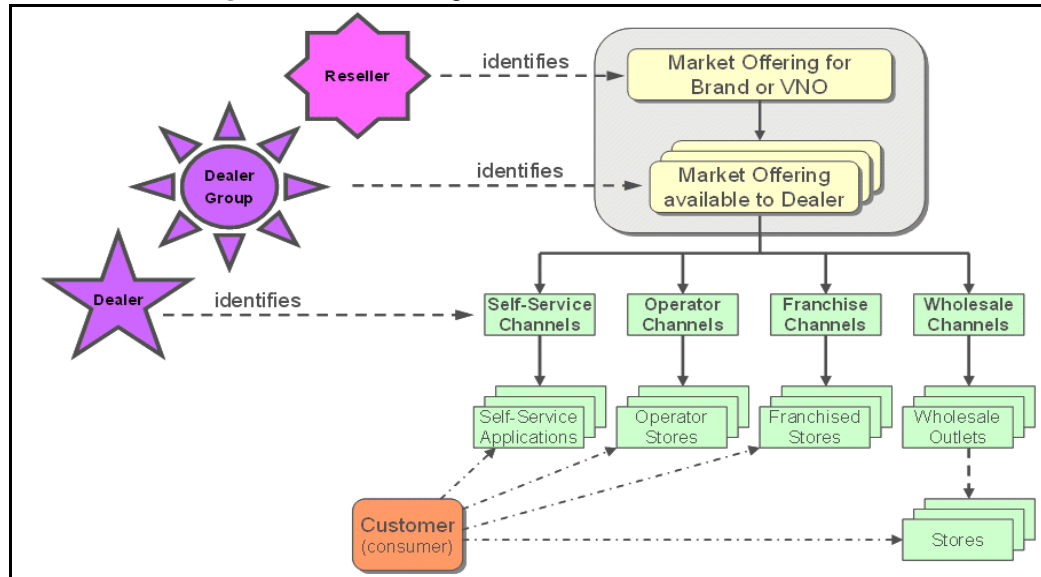 Reseller
identifies
Market Offering for
Brand or VNO
Dealer
Group
identifies
Market Offering
available to Dealer
Dealer
identifies
Self-Service
Channels
Operator
Channels
Franchise
Channels
Wholesale
Channels
Self-Service
Applications
Operator
Stores
Franchised
Stores
Wholesale
Outlets
Customer
(consumer)
Stores